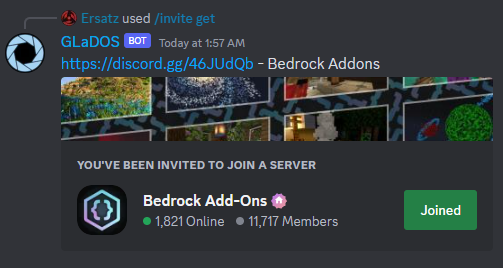 Ersatz used /invite get
GLaDOS BOT Today at 1:57 AM
https://discord.gg/46JUdQb - Bedrock Addons
YOU'VE BEEN INVITED TO JOIN A SERVER
{}
Bedrock Add-Ons
1,821 Online 11,717 Members
Joined